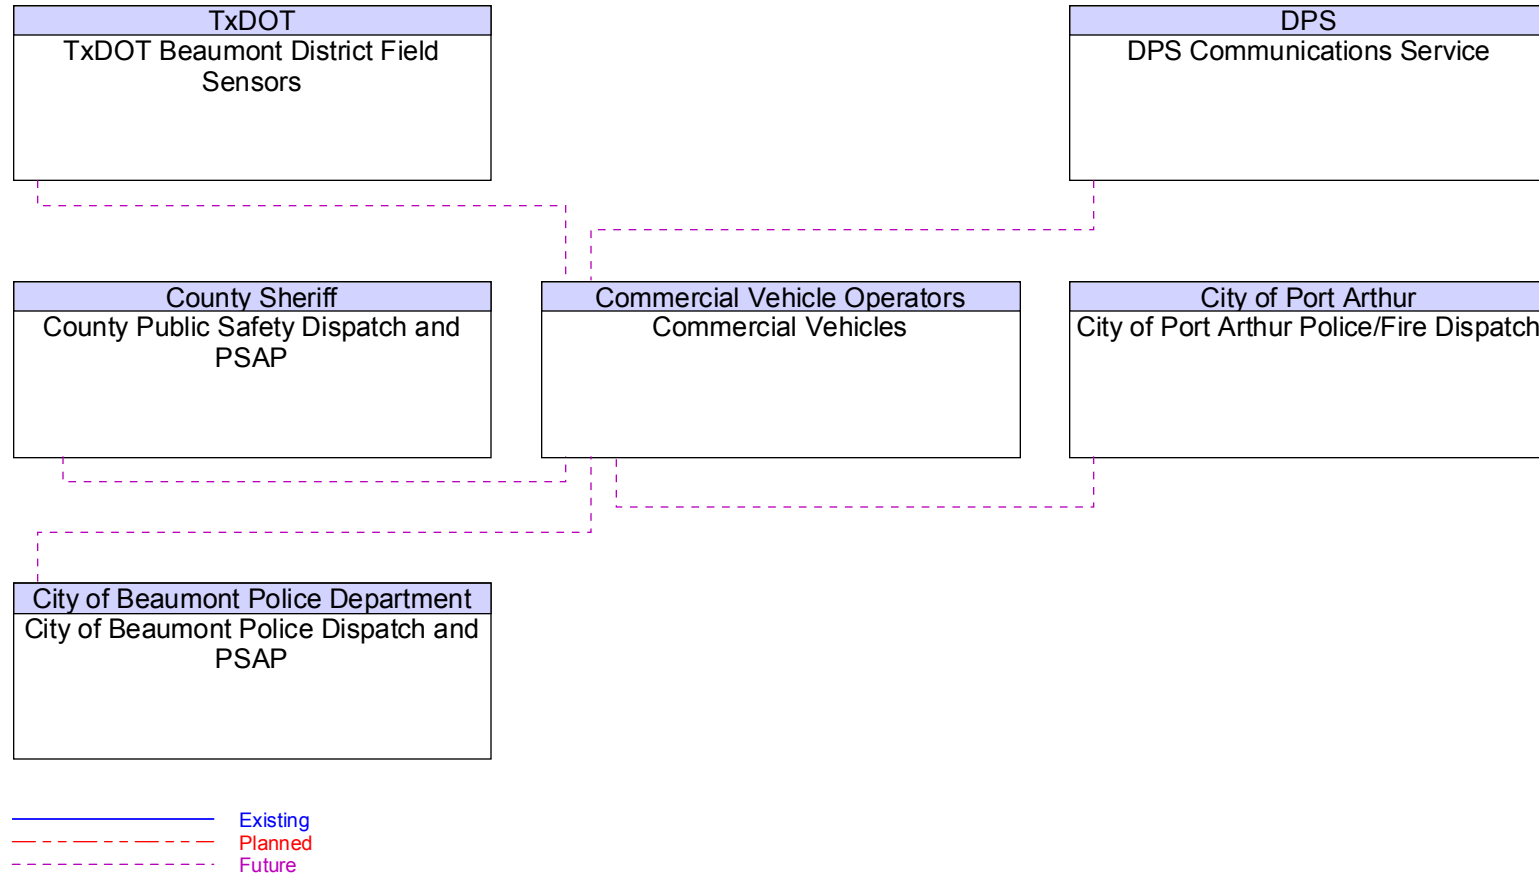 TxDOT
TxDOT Beaumont District Field
Sensors
DPS
DPS Communications Service
County Sheriff
County Public Safety Dispatch and
PSAP
Commercial Vehicle Operators
Commercial Vehicles
City of Port Arthur
City of Port Arthur Police/Fire Dispatch
City of Beaumont Police Department
City of Beaumont Police Dispatch and
PSAP
Existing
Planned
Future